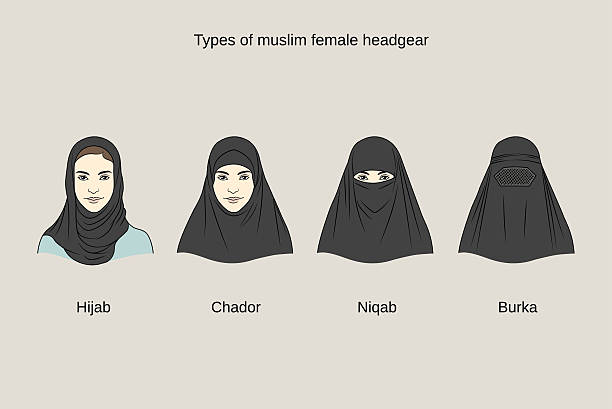 Types of muslim female headgear
Hijab
Chador
Niqab
Burka